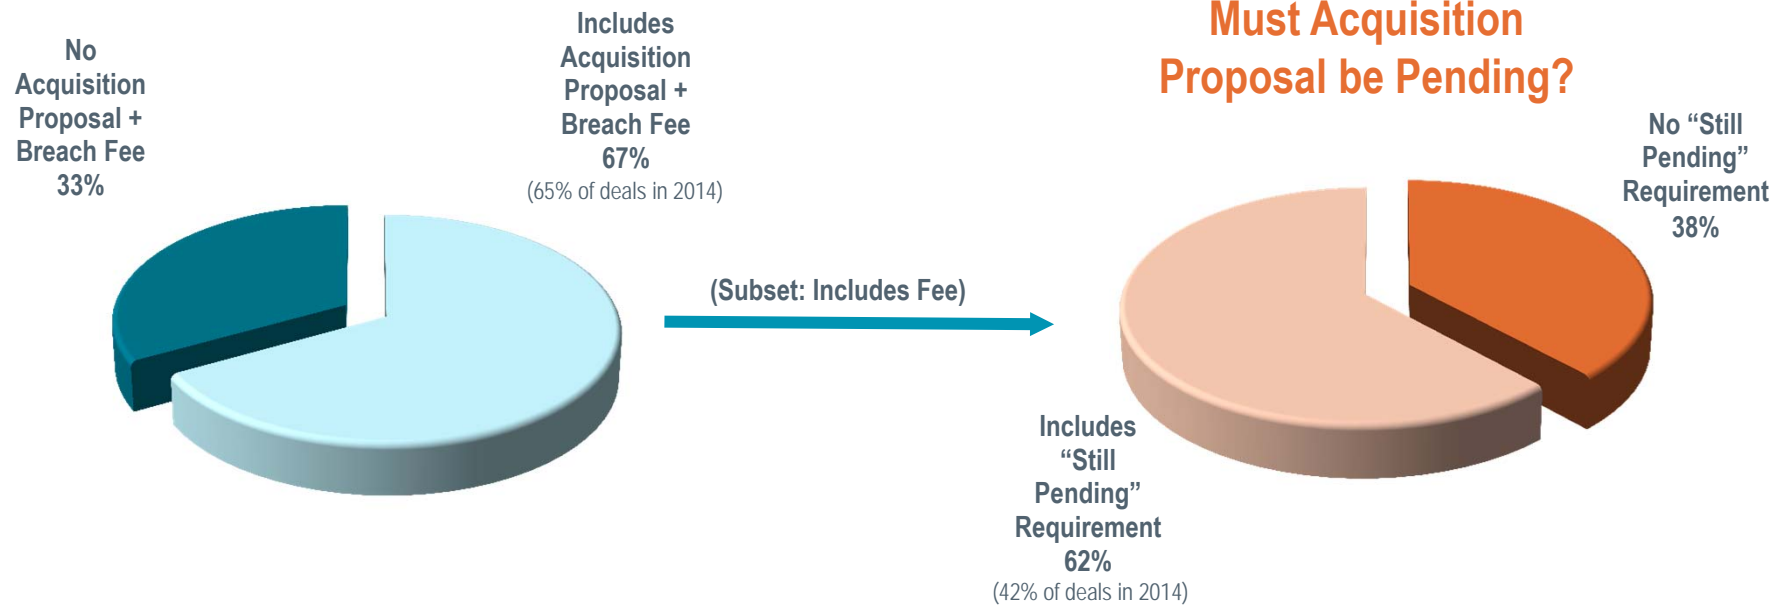 No
Acquisition
Proposal +
Breach Fee
33%
Includes
Acquisition
Proposal +
Breach Fee
67%
(65% of deals in 2014)
(Subset: Includes Fee)
Must Acquisition
Proposal be Pending?
No “Still
Pending”
Requirement
38%
Includes
“Still
Pending”
Requirement
62%
(42% of deals in 2014)